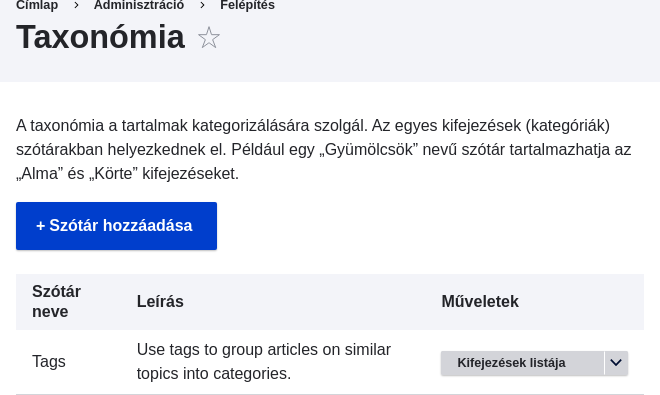 Címlap › Adminisztráció › Felépítés
Taxonómia ☆
A taxonómia a tartalmak kategorizálására szolgál. Az egyes kifejezések (kategóriák)
szótárakban helyezkednek el. Például egy „Gyümölcsök” nevű szótár tartalmazhatja az
„Alma” és „Körte” kifejezéseket.
+ Szótár hozzáadása
Szótár neve Leírás Műveletek
Tags Use tags to group articles on similar topics into categories. Kifejezések listája